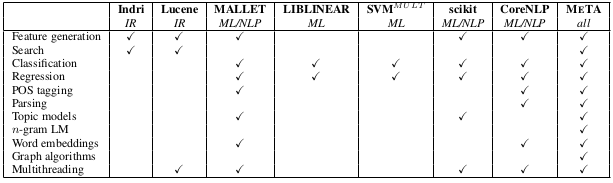 Indri Lucene MALLET LIBLINEAR SVM^MULT scikit CoreNLP META
IR IR ML/NLP ML ML ML/NLP ML/NLP all
Feature generation ✓ ✓ ✓ ✓ ✓ ✓
Search ✓ ✓ ✓
Classification ✓ ✓ ✓ ✓ ✓ ✓
Regression ✓ ✓ ✓ ✓ ✓ ✓
POS tagging ✓ ✓ ✓
Parsing ✓ ✓
Topic models ✓ ✓ ✓
n-gram LM ✓
Word embeddings ✓ ✓ ✓
Graph algorithms ✓
Multithreading ✓ ✓ ✓ ✓ ✓